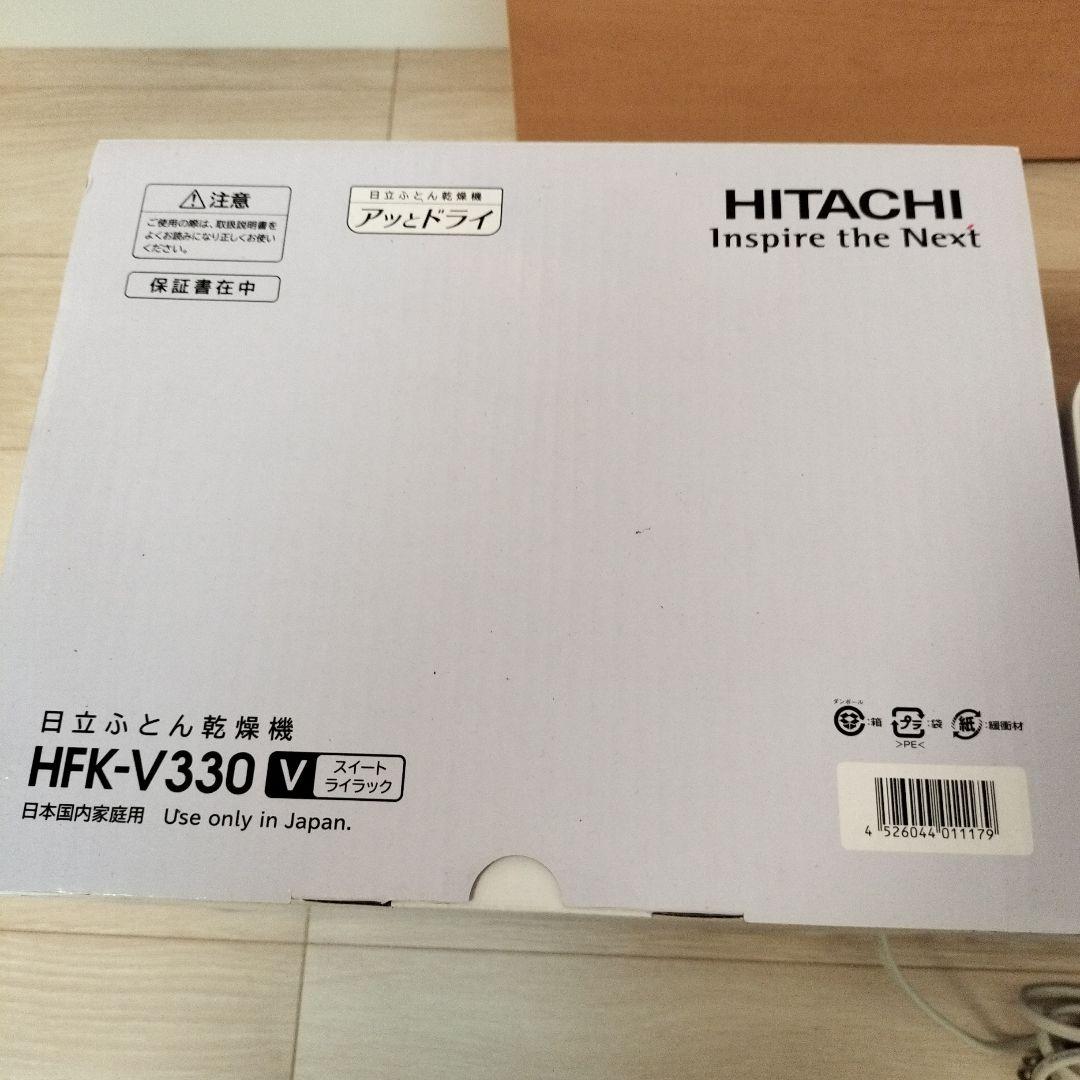 注意
ご使用の際は、取扱説明書を
よくお読みになり正しくお使い
ください。
保証書在中
日立ふとん乾燥機
アッとドライ
HITACHI
Inspire the Next
日立ふとん乾燥機
HFK-V330 V スイート
ライラック
日本国内家庭用 Use only in Japan.
ダンボール
:箱 プラ :袋 紙 :緩衝材
>PE<
4 526044 011179